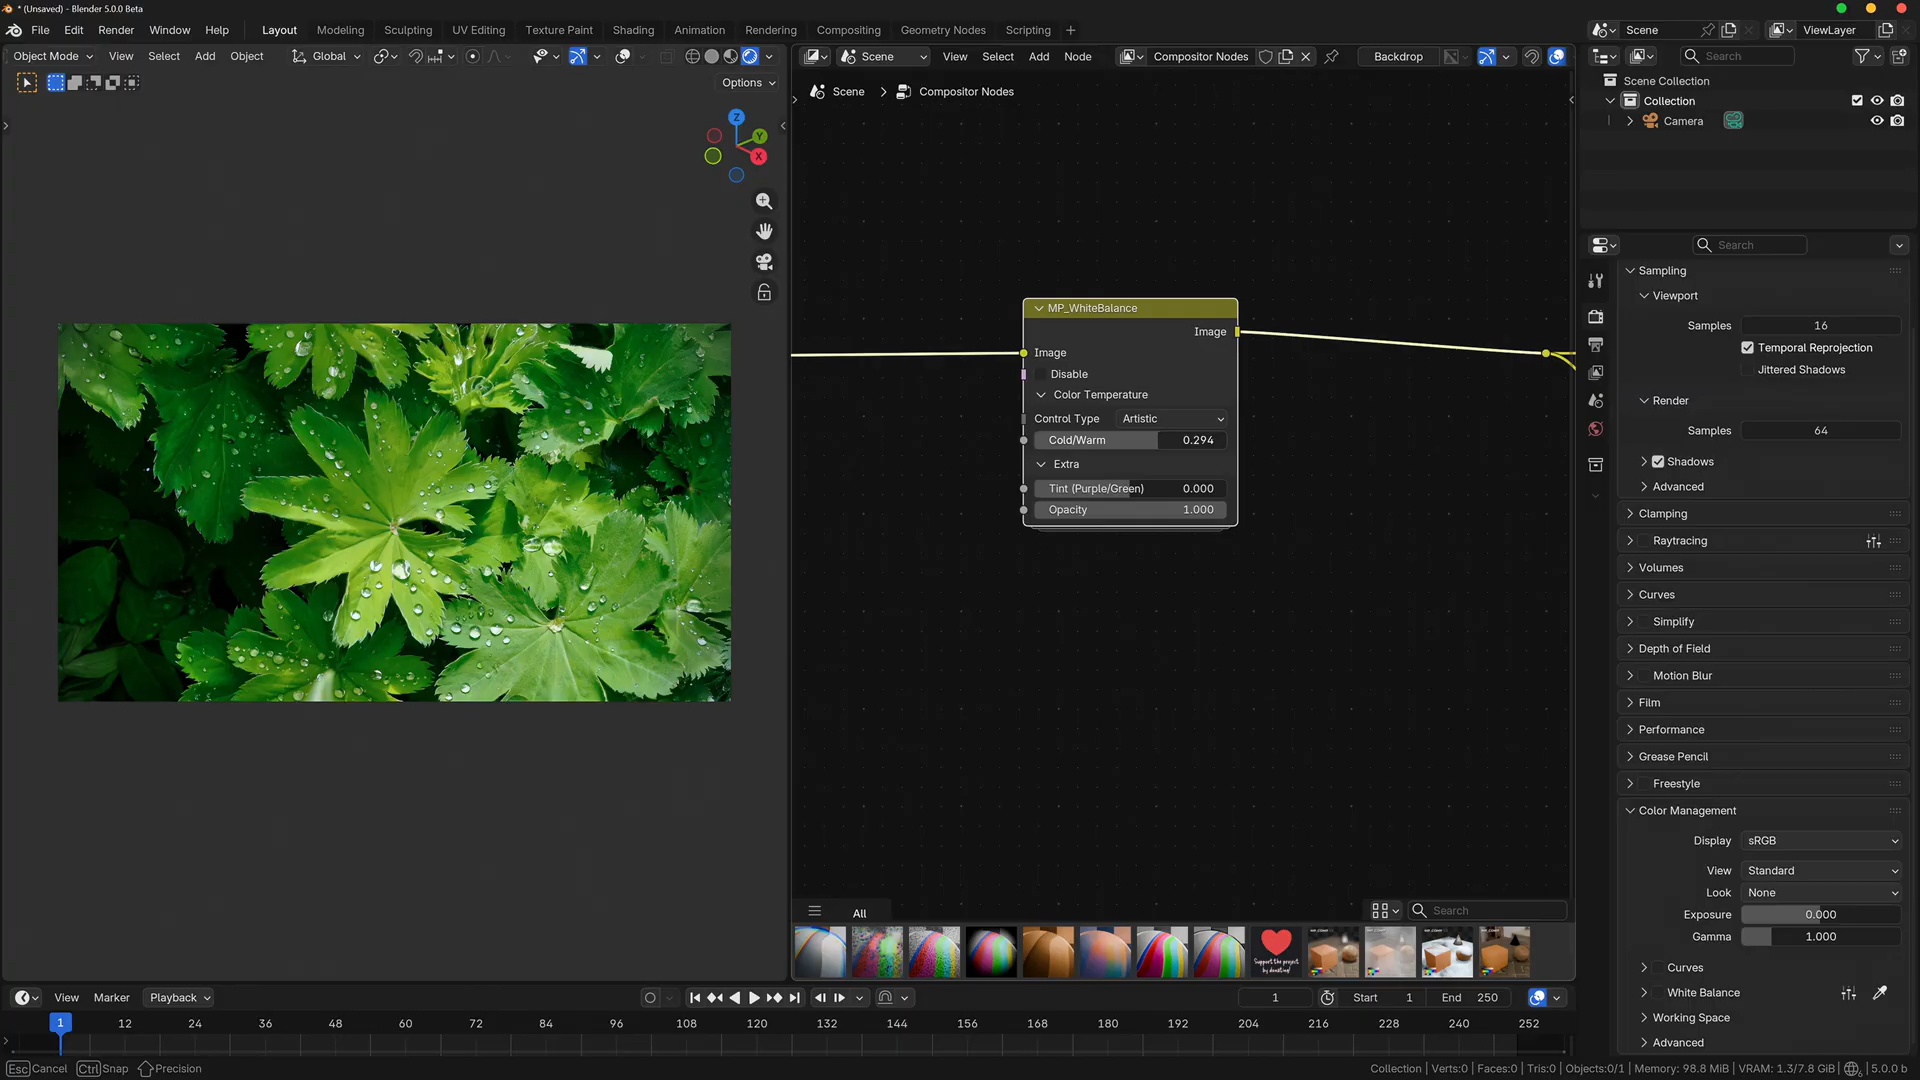 * (Unsaved) - Blender 5.0.0 Beta
File Edit Render Window Help Layout Modeling Sculpting UV Editing Texture Paint Shading Animation Rendering Compositing Geometry Nodes Scripting +
Scene
ViewLayer
Object Mode View Select Add Object Global
Options
Scene View Select Add Node Compositor Nodes Backdrop
Scene > Compositor Nodes
Z
Y
X
MP_WhiteBalance
Image
Image
Disable
Color Temperature
Control Type Artistic
Cold/Warm 0.294
Extra
Tint (Purple/Green) 0.000
Opacity 1.000
All
Search
Support the project
by donating!
Search
Scene Collection
Collection
Camera
Search
Sampling
Viewport
Samples 16
Temporal Reprojection
Jittered Shadows
Render
Samples 64
Shadows
Advanced
Clamping
Raytracing
Volumes
Curves
Simplify
Depth of Field
Motion Blur
Film
Performance
Grease Pencil
Freestyle
Color Management
Display sRGB
View Standard
Look None
Exposure 0.000
Gamma 1.000
Curves
White Balance
Working Space
Advanced
View Marker Playback
1 Start 1 End 250
1 12 24 36 48 60 72 84 96 108 120 132 144 156 168 180 192 204 216 228 240 252
Esc Cancel Ctrl Snap Precision
Collection | Verts:0 | Faces:0 | Tris:0 | Objects:0/1 | Memory: 98.8 MiB | VRAM: 1.3/7.8 GiB | 5.0.0 b